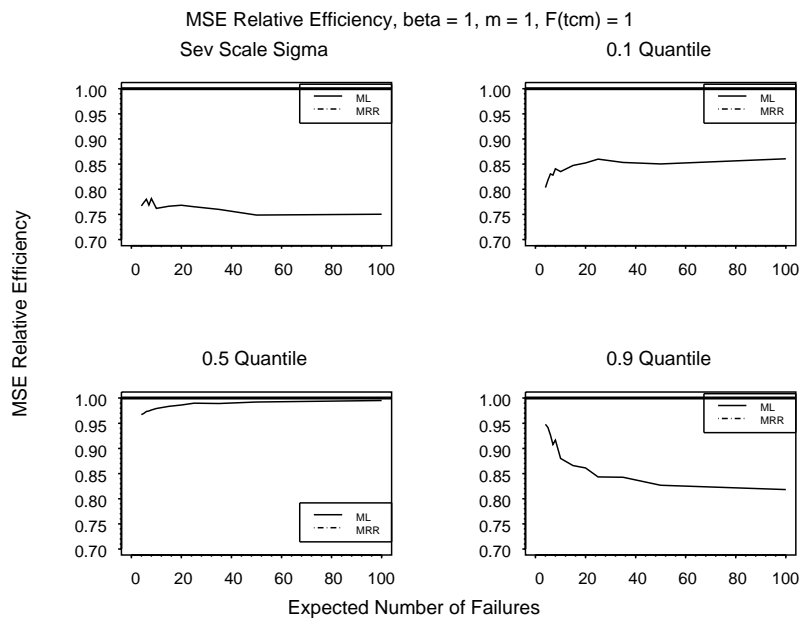 MSE Relative Efficiency, beta = 1, m = 1, F(tcm) = 1
Sev Scale Sigma
1.00
0.95
0.90
0.85
0.80
0.75
0.70
ML
MRR
0 20 40 60 80 100
0.1 Quantile
1.00
0.95
0.90
0.85
0.80
0.75
0.70
ML
MRR
0 20 40 60 80 100
MSE Relative Efficiency
0.5 Quantile
1.00
0.95
0.90
0.85
0.80
0.75
0.70
ML
MRR
0 20 40 60 80 100
0.9 Quantile
1.00
0.95
0.90
0.85
0.80
0.75
0.70
ML
MRR
0 20 40 60 80 100
Expected Number of Failures